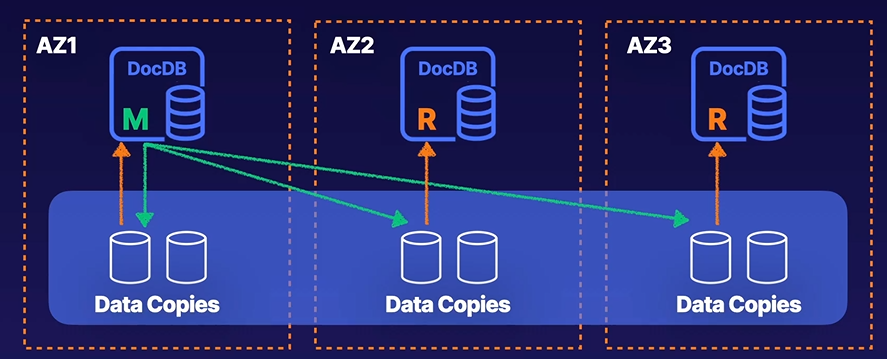 AZ1
DocDB
M
Data Copies
AZ2
DocDB
R
Data Copies
AZ3
DocDB
R
Data Copies